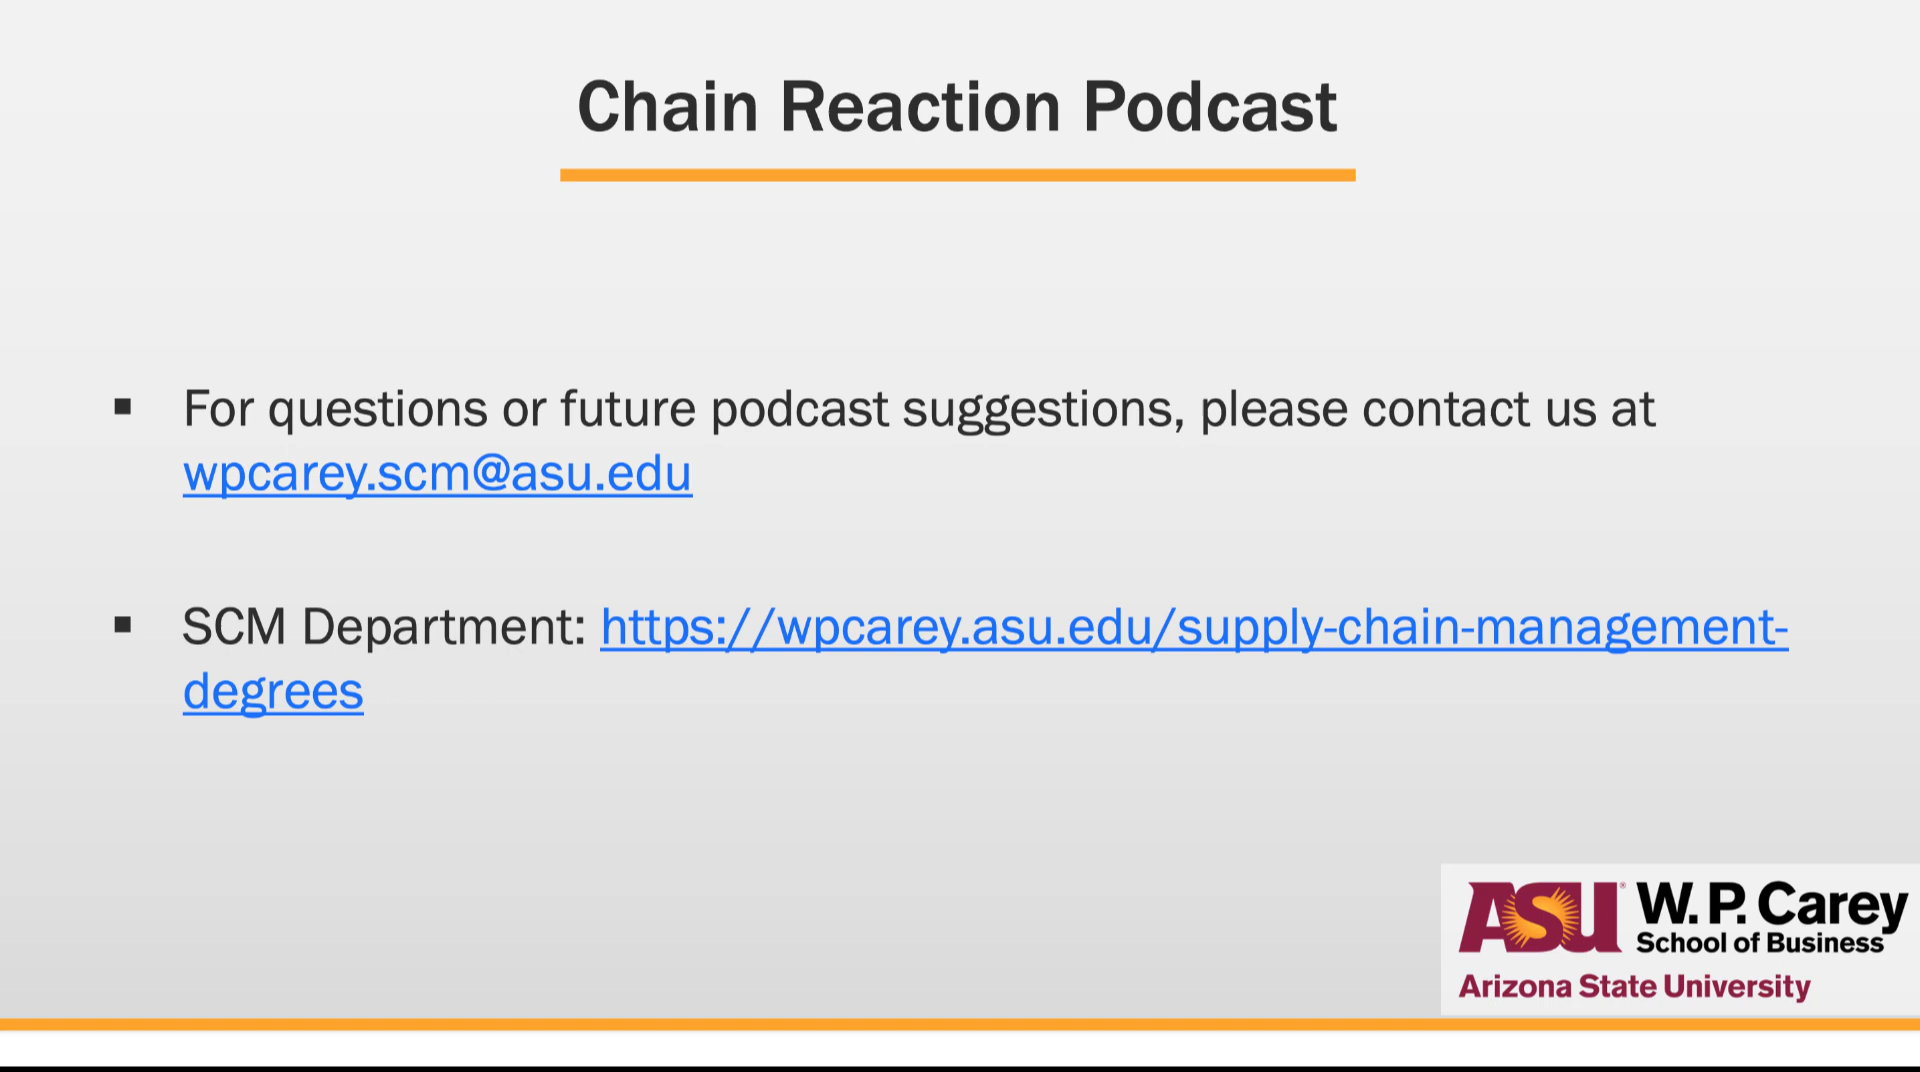 Chain Reaction Podcast
▪ For questions or future podcast suggestions, please contact us at
wpcarey.scm@asu.edu
▪ SCM Department: https://wpcarey.asu.edu/supply-chain-management-
degrees
ASU® W. P. Carey
School of Business
Arizona State University